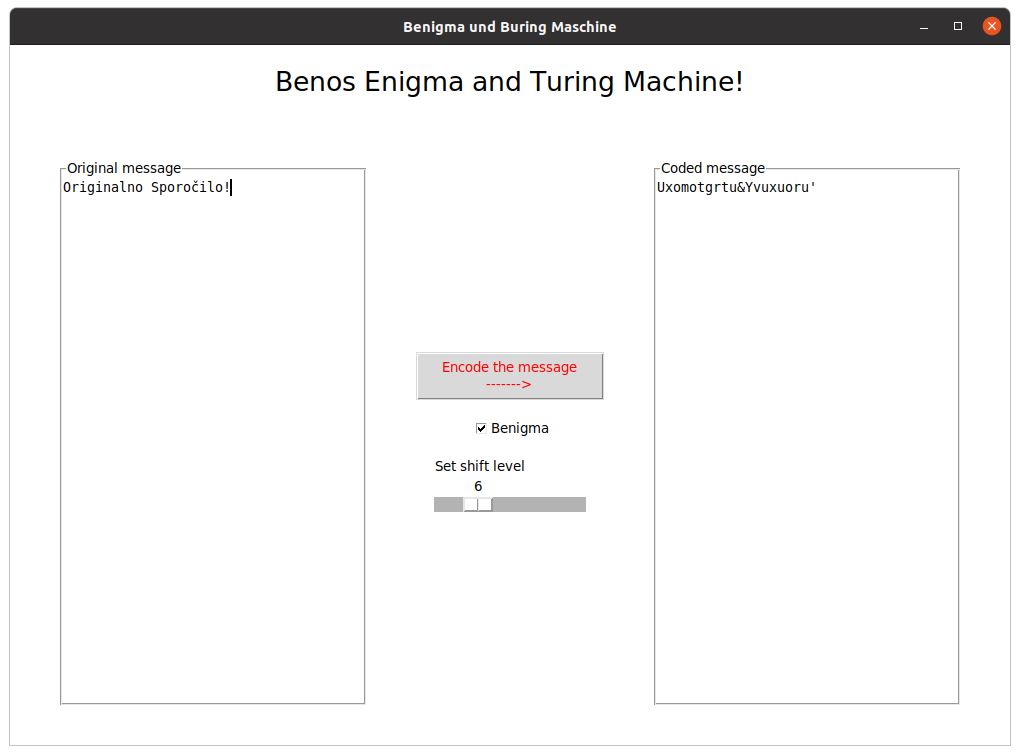 Benigma und Buring Maschine
Benos Enigma and Turing Machine!
Original message
Originalno Sporočilo!
Encode the message
------->
Benigma
Set shift level
6
Coded message
Uxomotgrtu&Yvuxuoru'